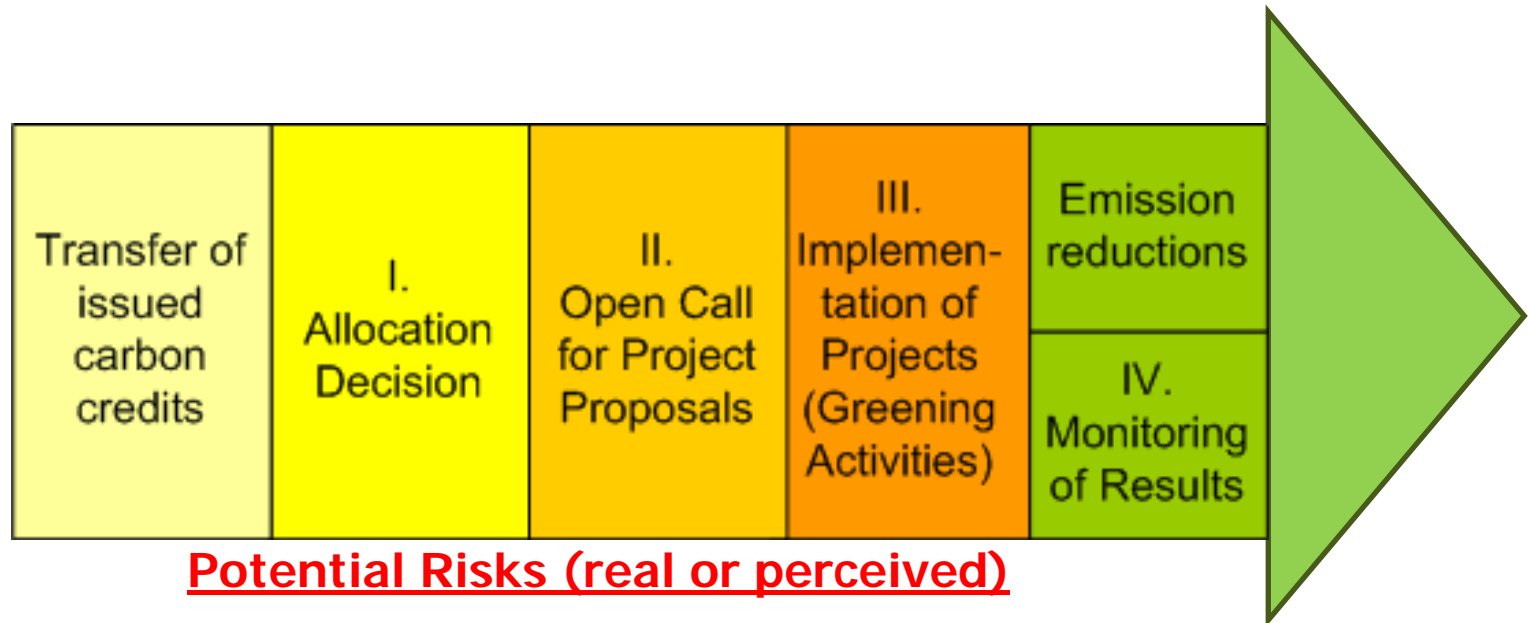 Transfer of
issued
carbon
credits
I.
Allocation
Decision
II.
Open Call
for Project
Proposals
III.
Implemen-
tation of
Projects
(Greening
Activities)
Emission
reductions
IV.
Monitoring
of Results
Potential Risks (real or perceived)